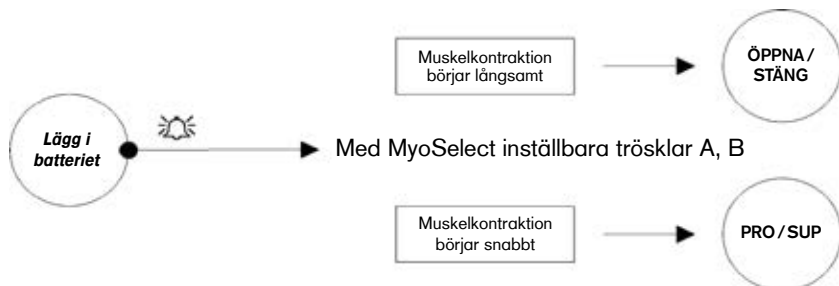 Muskelkontraktion
börjar långsamt
ÖPPNA /
STÄNG
Lägg i
batteriet
Med MyoSelect inställbara trösklar A, B
Muskelkontraktion
börjar snabbt
PRO / SUP